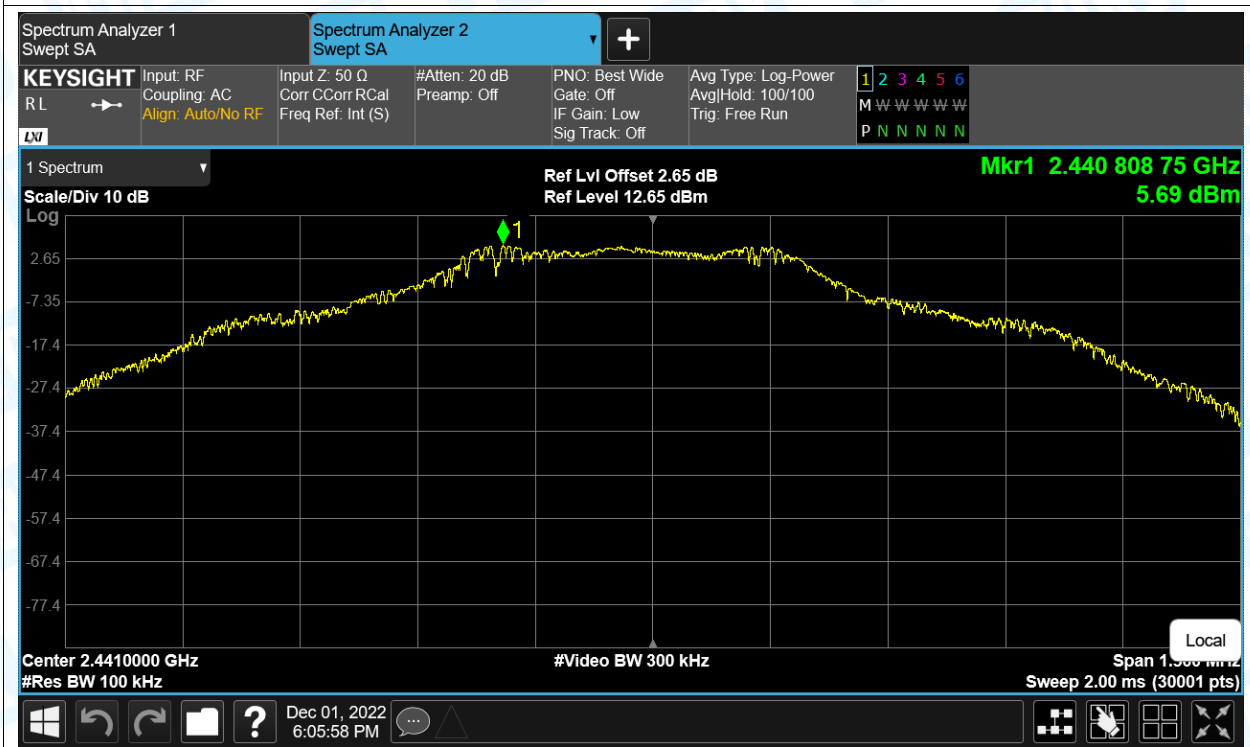 Spectrum Analyzer 1
Swept SA
Spectrum Analyzer 2
Swept SA
+
KEYSIGHT
RL
LXI
Input: RF
Coupling: AC
Align: Auto/No RF
Input Z: 50 Ω
Corr CCorr RCal
Freq Ref: Int (S)
#Atten: 20 dB
Preamp: Off
PNO: Best Wide
Gate: Off
IF Gain: Low
Sig Track: Off
Avg Type: Log-Power
Avg|Hold: 100/100
Trig: Free Run
1 2 3 4 5 6
M W W W W W
P N N N N N
1 Spectrum
Scale/Div 10 dB
Log
Ref Lvl Offset 2.65 dB
Ref Level 12.65 dBm
Mkr1 2.440 808 75 GHz
5.69 dBm
1
2.65
-7.35
-17.4
-27.4
-37.4
-47.4
-57.4
-67.4
-77.4
Local
Center 2.4410000 GHz
#Res BW 100 kHz
#Video BW 300 kHz
Span
Sweep 2.00 ms (30001 pts)
?
Dec 01, 2022
6:05:58 PM